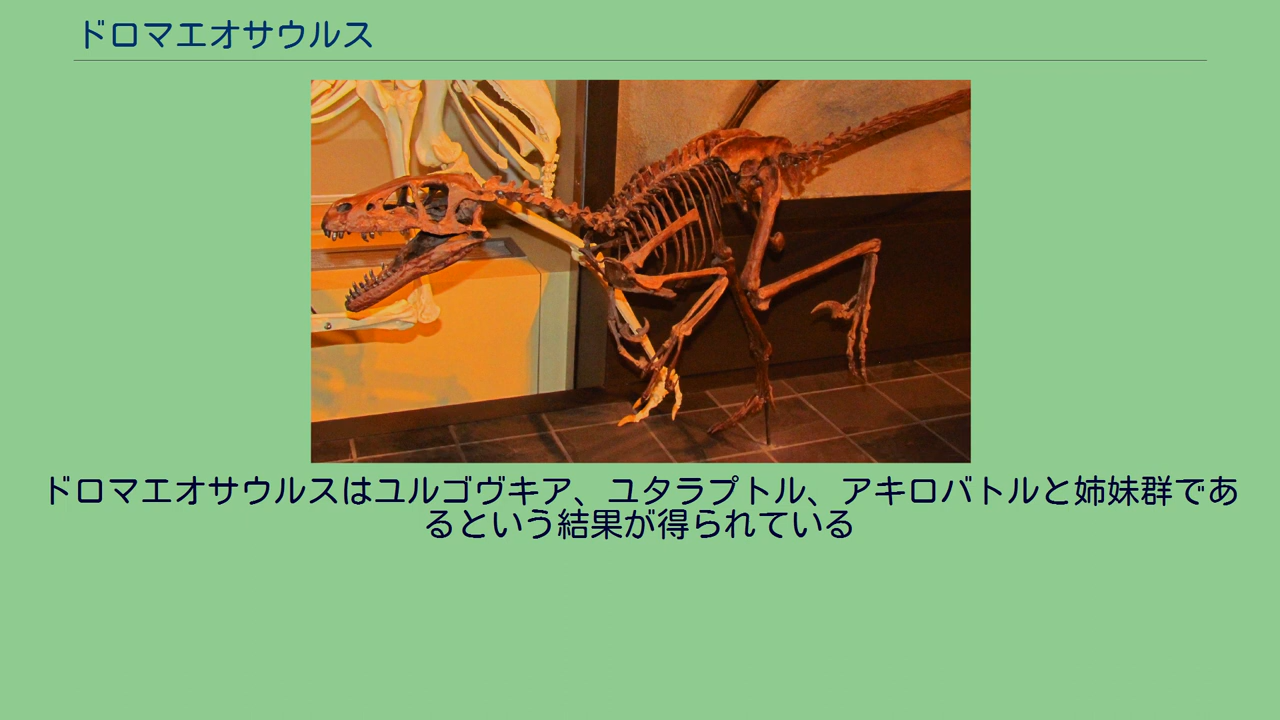 ドロマエオサウルス
ドロマエオサウルスはユルゴヴキア、ユタラプトル、アキロバトルと姉妹群であ
るという結果が得られている